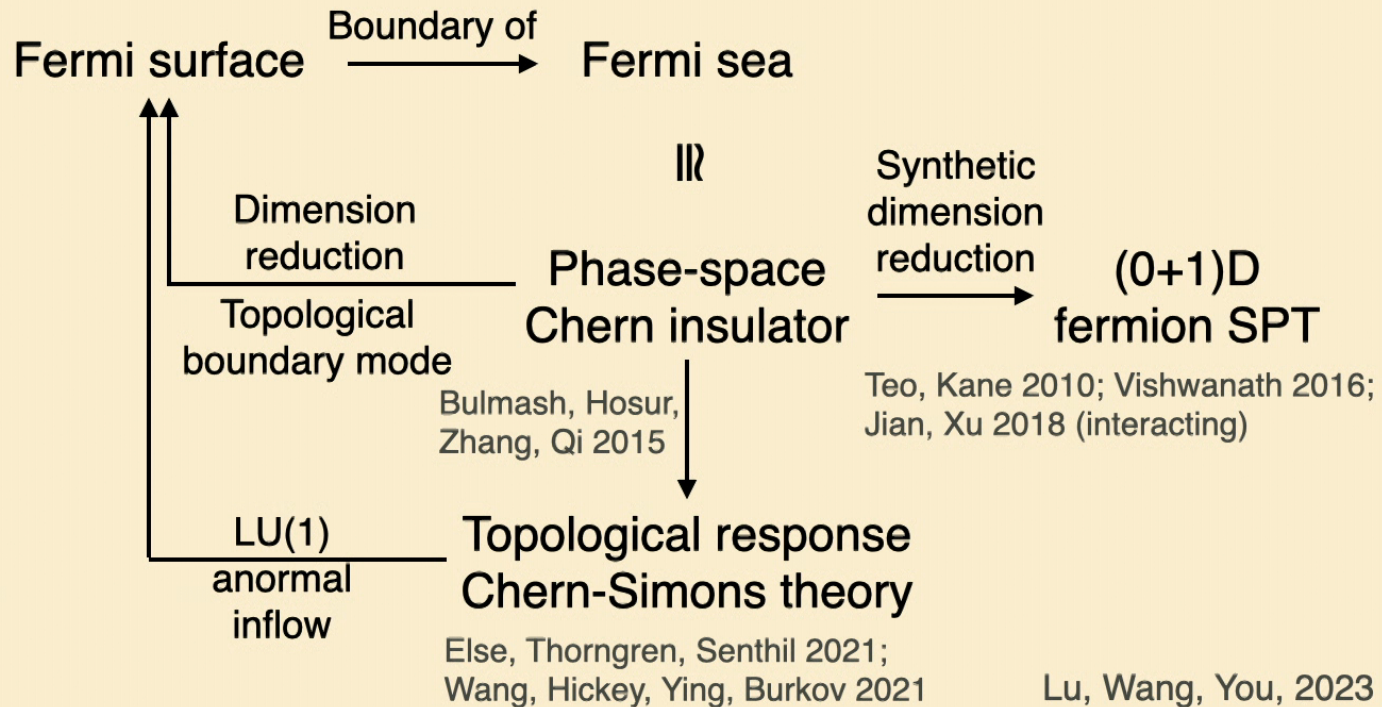 Boundary of
Fermi surface
Fermi sea
Synthetic
dimension
reduction
Dimension
reduction
Topological
boundary mode
Phase-space
Chern insulator
(0+1)D
fermion SPT
Bulmash, Hosur,
Zhang, Qi 2015
Teo, Kane 2010; Vishwanath 2016;
Jian, Xu 2018 (interacting)
LU(1)
anormal
inflow
Topological response
Chern-Simons theory
Else, Thorngren, Senthil 2021;
Wang, Hickey, Ying, Burkov 2021
Lu, Wang, You, 2023